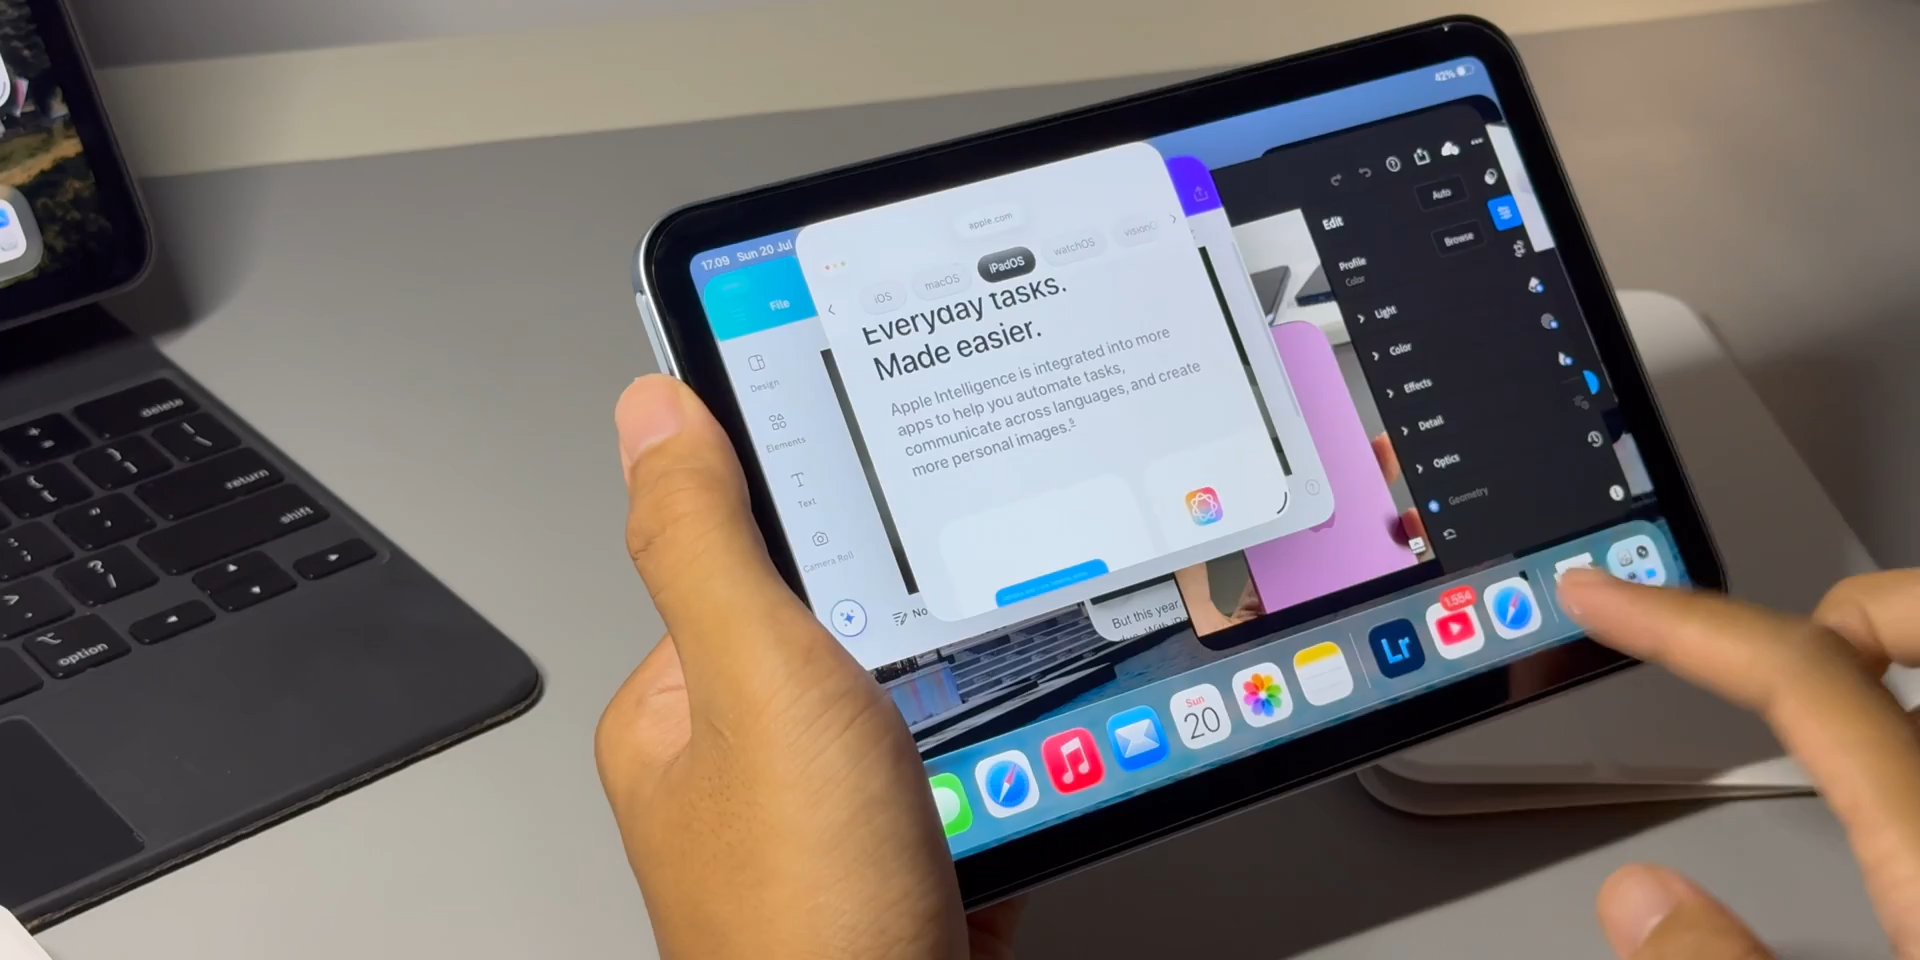 17.09 Sun 20 Jul
42%
File
Design
Elements
Text
Camera Roll
No
apple.com
iOS
macOS
iPadOS
watchOS
Everyday tasks.
Made easier.
Apple Intelligence is integrated into more
apps to help you automate tasks,
communicate across languages, and create
more personal images.
But this year,
Edit
Auto
Browse
Profile
Color
Light
Color
Effects
Detail
Optics
Geometry
Sun
20
Lr
1.554
delete
return
shift
option